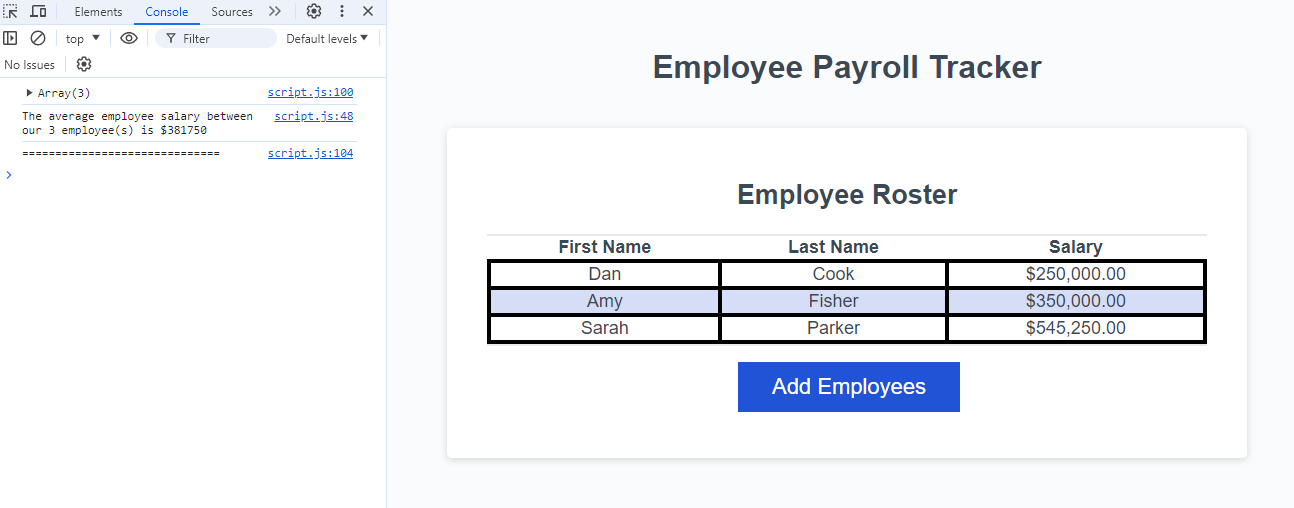 Elements Console Sources
top Filter Default levels
No Issues
Array(3) script.js:100
The average employee salary between script.js:48
our 3 employee(s) is $381750
============================== script.js:104
Employee Payroll Tracker
Employee Roster
First Name Last Name Salary
Dan Cook $250,000.00
Amy Fisher $350,000.00
Sarah Parker $545,250.00
Add Employees